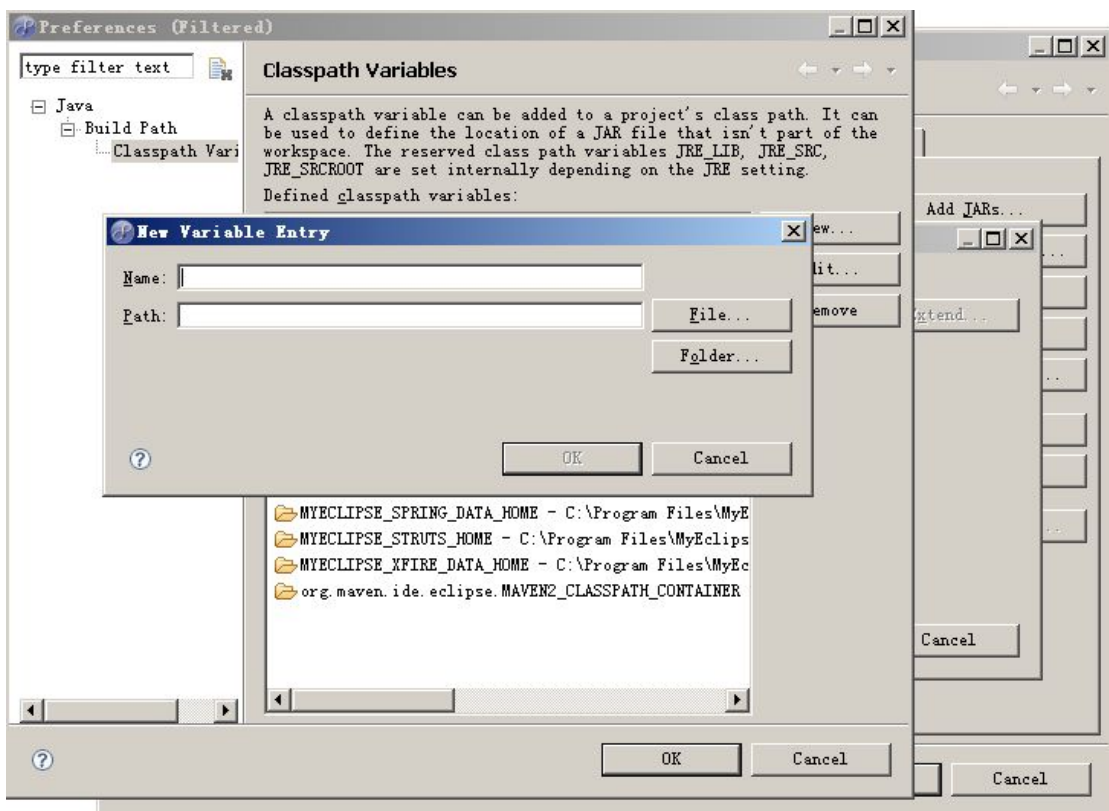 Preferences (Filtered)
type filter text
Classpath Variables
Java
Build Path
Classpath Vari
A classpath variable can be added to a project's class path. It can
be used to define the location of a JAR file that isn't part of the
workspace. The reserved class path variables JRE_LIB, JRE_SRC,
JRE_SRCROOT are set internally depending on the JRE setting.
Defined classpath variables:
Add JARs...
New Variable Entry
ew...
Name:
dit...
Path:
File...
emove
Extend...
Folder...
OK
Cancel
MYECLIPSE_SPRING_DATA_HOME - C:\Program Files\MyE
MYECLIPSE_STRUTS_HOME - C:\Program Files\MyEclips
MYECLIPSE_XFIRE_DATA_HOME - C:\Program Files\MyEc
org.maven.ide.eclipse.MAVEN2_CLASSPATH_CONTAINER
Cancel
OK
Cancel
Cancel